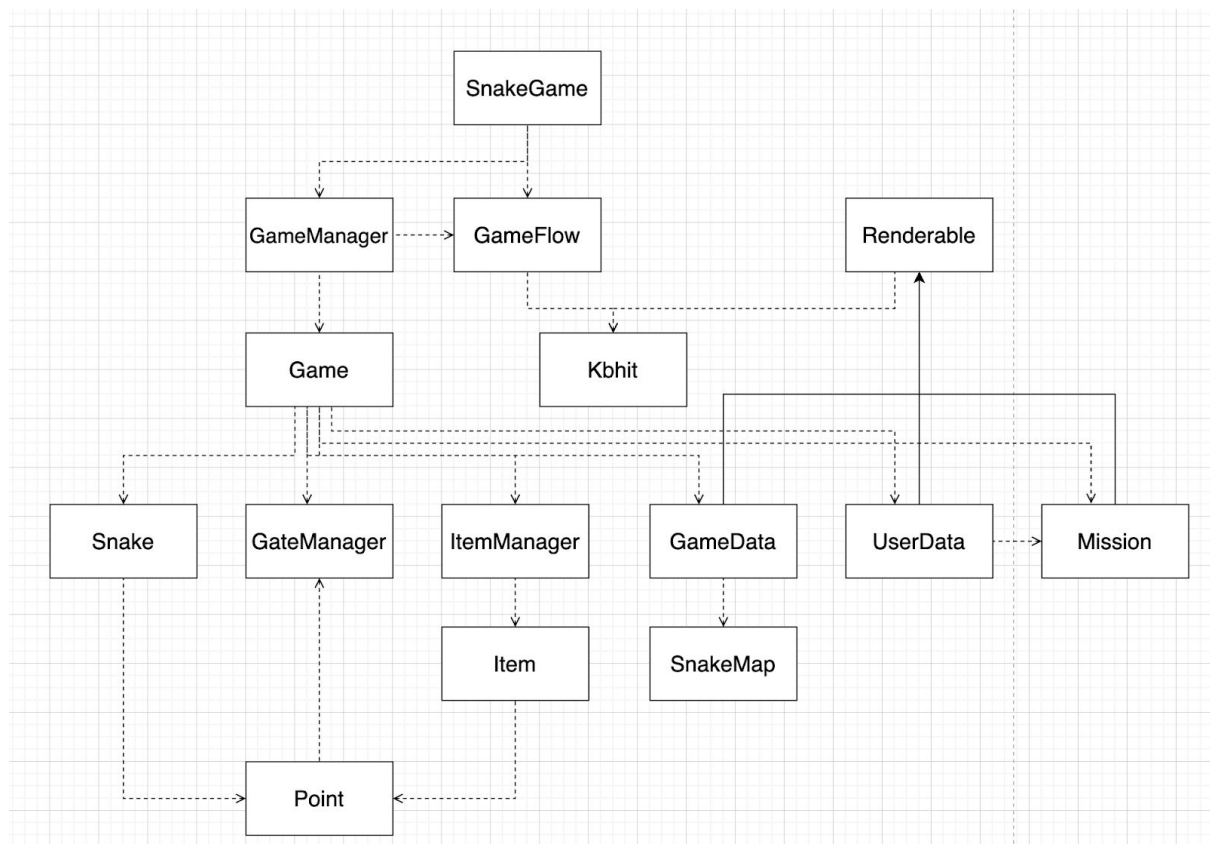 SnakeGame
GameManager
GameFlow
Renderable
Game
Kbhit
Snake
GateManager
ItemManager
GameData
UserData
Mission
Item
SnakeMap
Point